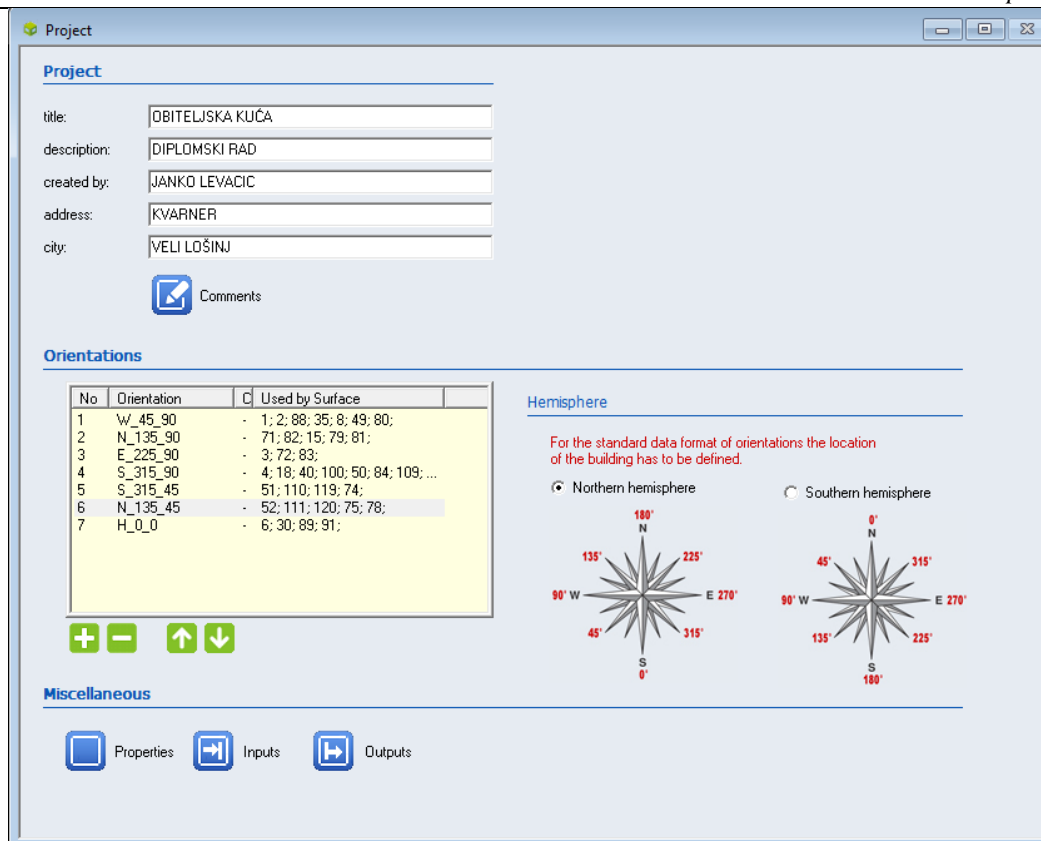 Project
Project
title: OBITELJSKA KUĆA
description: DIPLOMSKI RAD
created by: JANKO LEVACIC
address: KVARNER
city: VELI LOŠINJ
Comments
Orientations
No Orientation C Used by Surface
1 W_45_90 - 1; 2; 88; 35; 8; 49; 80;
2 N_135_90 - 71; 82; 15; 79; 81;
3 E_225_90 - 3; 72; 83;
4 S_315_90 - 4; 18; 40; 100; 50; 84; 109; ...
5 S_315_45 - 51; 110; 119; 74;
6 N_135_45 - 52; 111; 120; 75; 78;
7 H_0_0 - 6; 30; 89; 91;
Hemisphere
For the standard data format of orientations the location
of the building has to be defined.
Northern hemisphere
180°
N
135° 225°
90° W E 270°
45° 315°
S
0°
Southern hemisphere
0°
N
45° 315°
90° W E 270°
135° 225°
S
180°
Miscellaneous
Properties Inputs Outputs